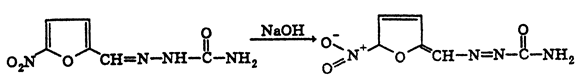 O₂N O CH=N—NH—C—NH₂ O NaOH O⁻ N⁺ O O CH—N=N—C—NH₂ O